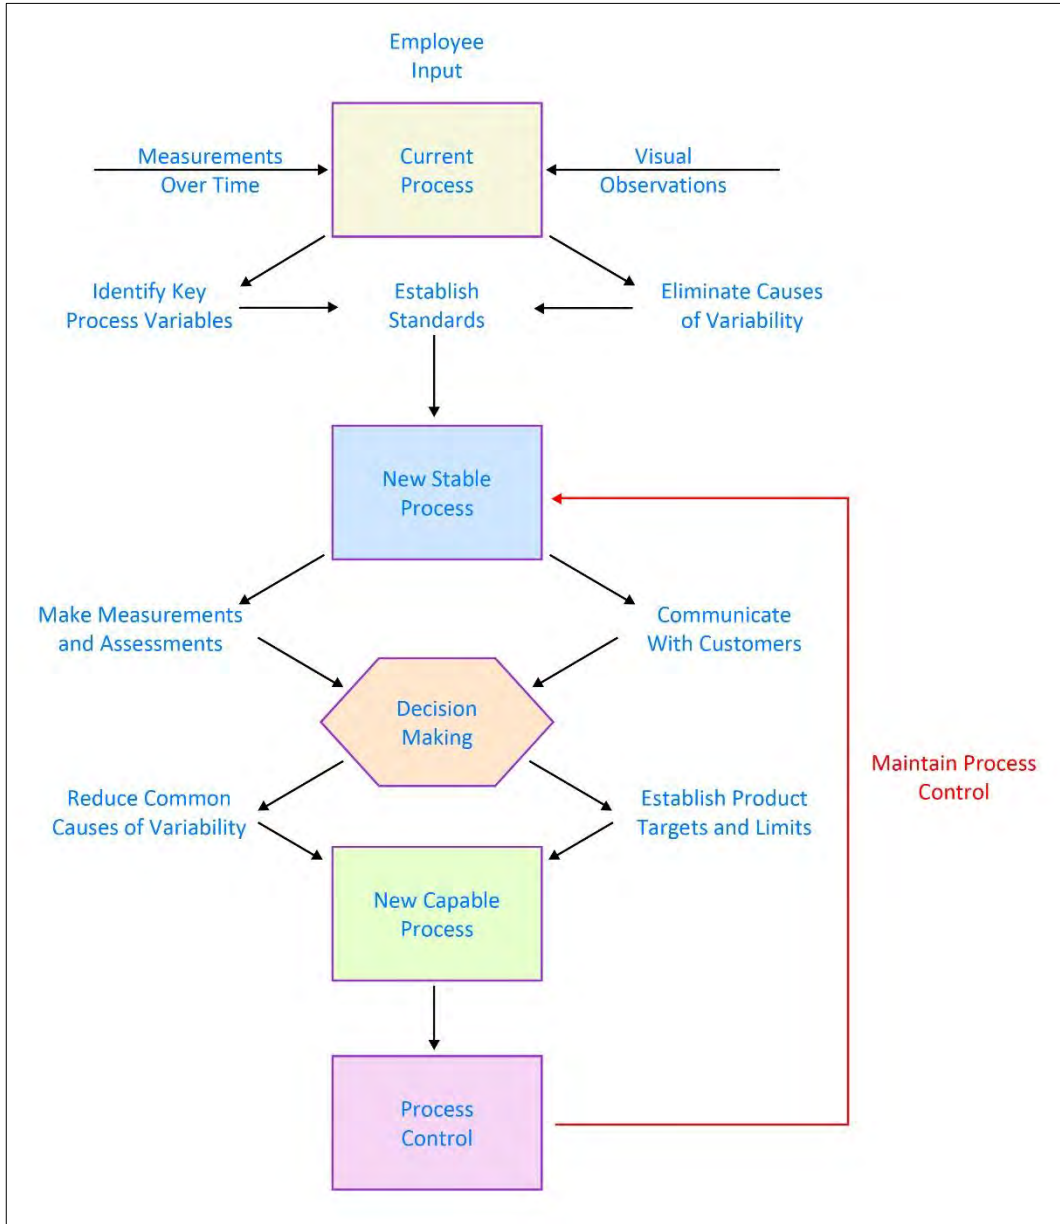 Employee
Input
Measurements
Over Time
Current
Process
Visual
Observations
Identify Key
Process Variables
Establish
Standards
Eliminate Causes
of Variability
New Stable
Process
Make Measurements
and Assessments
Communicate
With Customers
Decision
Making
Maintain Process
Control
Reduce Common
Causes of Variability
Establish Product
Targets and Limits
New Capable
Process
Process
Control